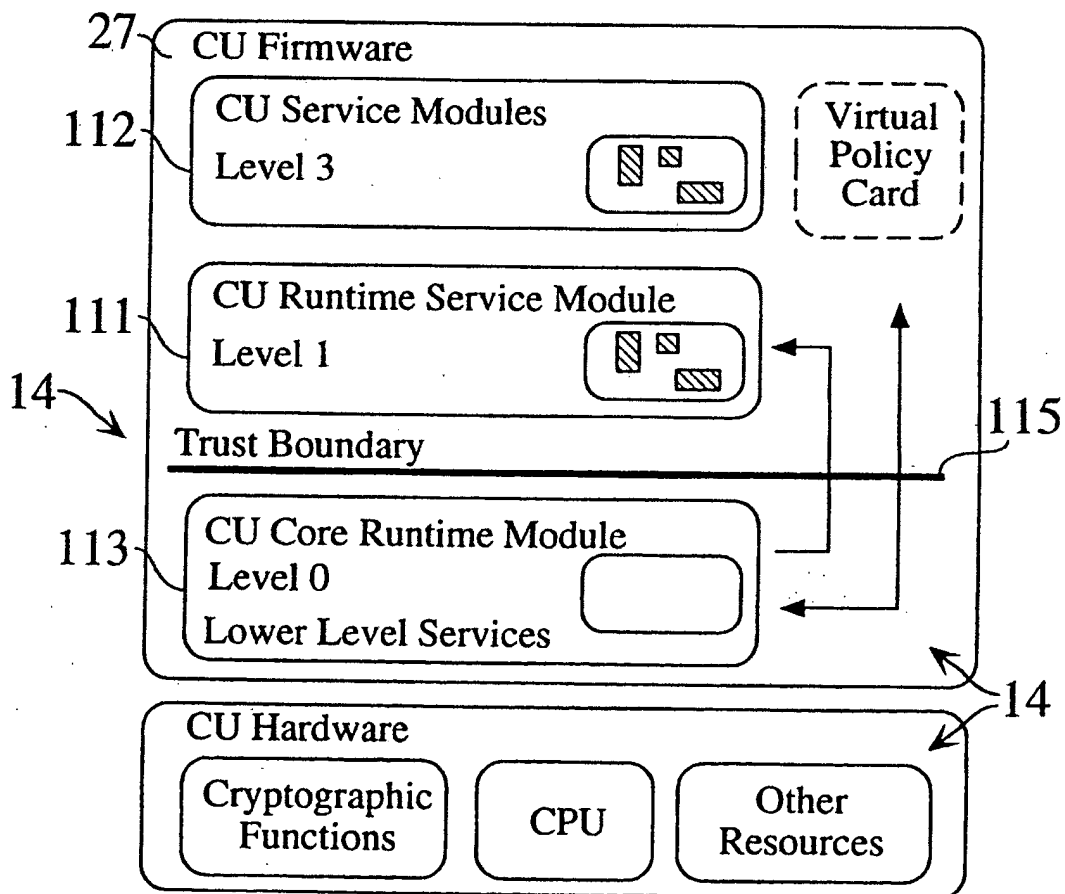 27
CU Firmware
CU Service Modules
112
Level 3
Virtual
Policy
Card
CU Runtime Service Module
111
Level 1
14
Trust Boundary
115
CU Core Runtime Module
113
Level 0
Lower Level Services
14
CU Hardware
Cryptographic
Functions
CPU
Other
Resources